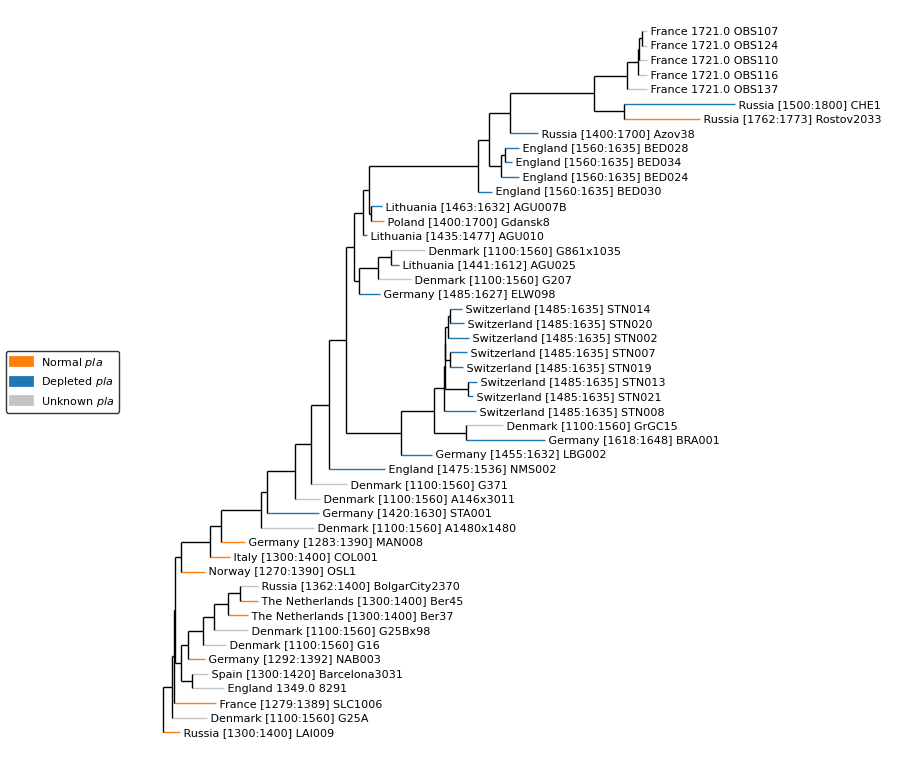 France 1721.0 OBS107
France 1721.0 OBS124
France 1721.0 OBS110
France 1721.0 OBS116
France 1721.0 OBS137
Russia [1500:1800] CHE1
Russia [1762:1773] Rostov2033
Russia [1400:1700] Azov38
England [1560:1635] BED028
England [1560:1635] BED034
England [1560:1635] BED024
England [1560:1635] BED030
Lithuania [1463:1632] AGU007B
Poland [1400:1700] Gdansk8
Lithuania [1435:1477] AGU010
Denmark [1100:1560] G861x1035
Lithuania [1441:1612] AGU025
Denmark [1100:1560] G207
Germany [1485:1627] ELW098
Switzerland [1485:1635] STN014
Switzerland [1485:1635] STN020
Switzerland [1485:1635] STN002
Switzerland [1485:1635] STN007
Switzerland [1485:1635] STN019
Switzerland [1485:1635] STN013
Switzerland [1485:1635] STN021
Switzerland [1485:1635] STN008
Denmark [1100:1560] GrGC15
Germany [1618:1648] BRA001
Germany [1455:1632] LBG002
England [1475:1536] NMS002
Denmark [1100:1560] G371
Denmark [1100:1560] A146x3011
Germany [1420:1630] STA001
Denmark [1100:1560] A1480x1480
Germany [1283:1390] MAN008
Italy [1300:1400] COL001
Norway [1270:1390] OSL1
Russia [1362:1400] BolgarCity2370
The Netherlands [1300:1400] Ber45
The Netherlands [1300:1400] Ber37
Denmark [1100:1560] G25Bx98
Denmark [1100:1560] G16
Germany [1292:1392] NAB003
Spain [1300:1420] Barcelona3031
England 1349.0 8291
France [1279:1389] SLC1006
Denmark [1100:1560] G25A
Russia [1300:1400] LAI009
Normal pla
Depleted pla
Unknown pla